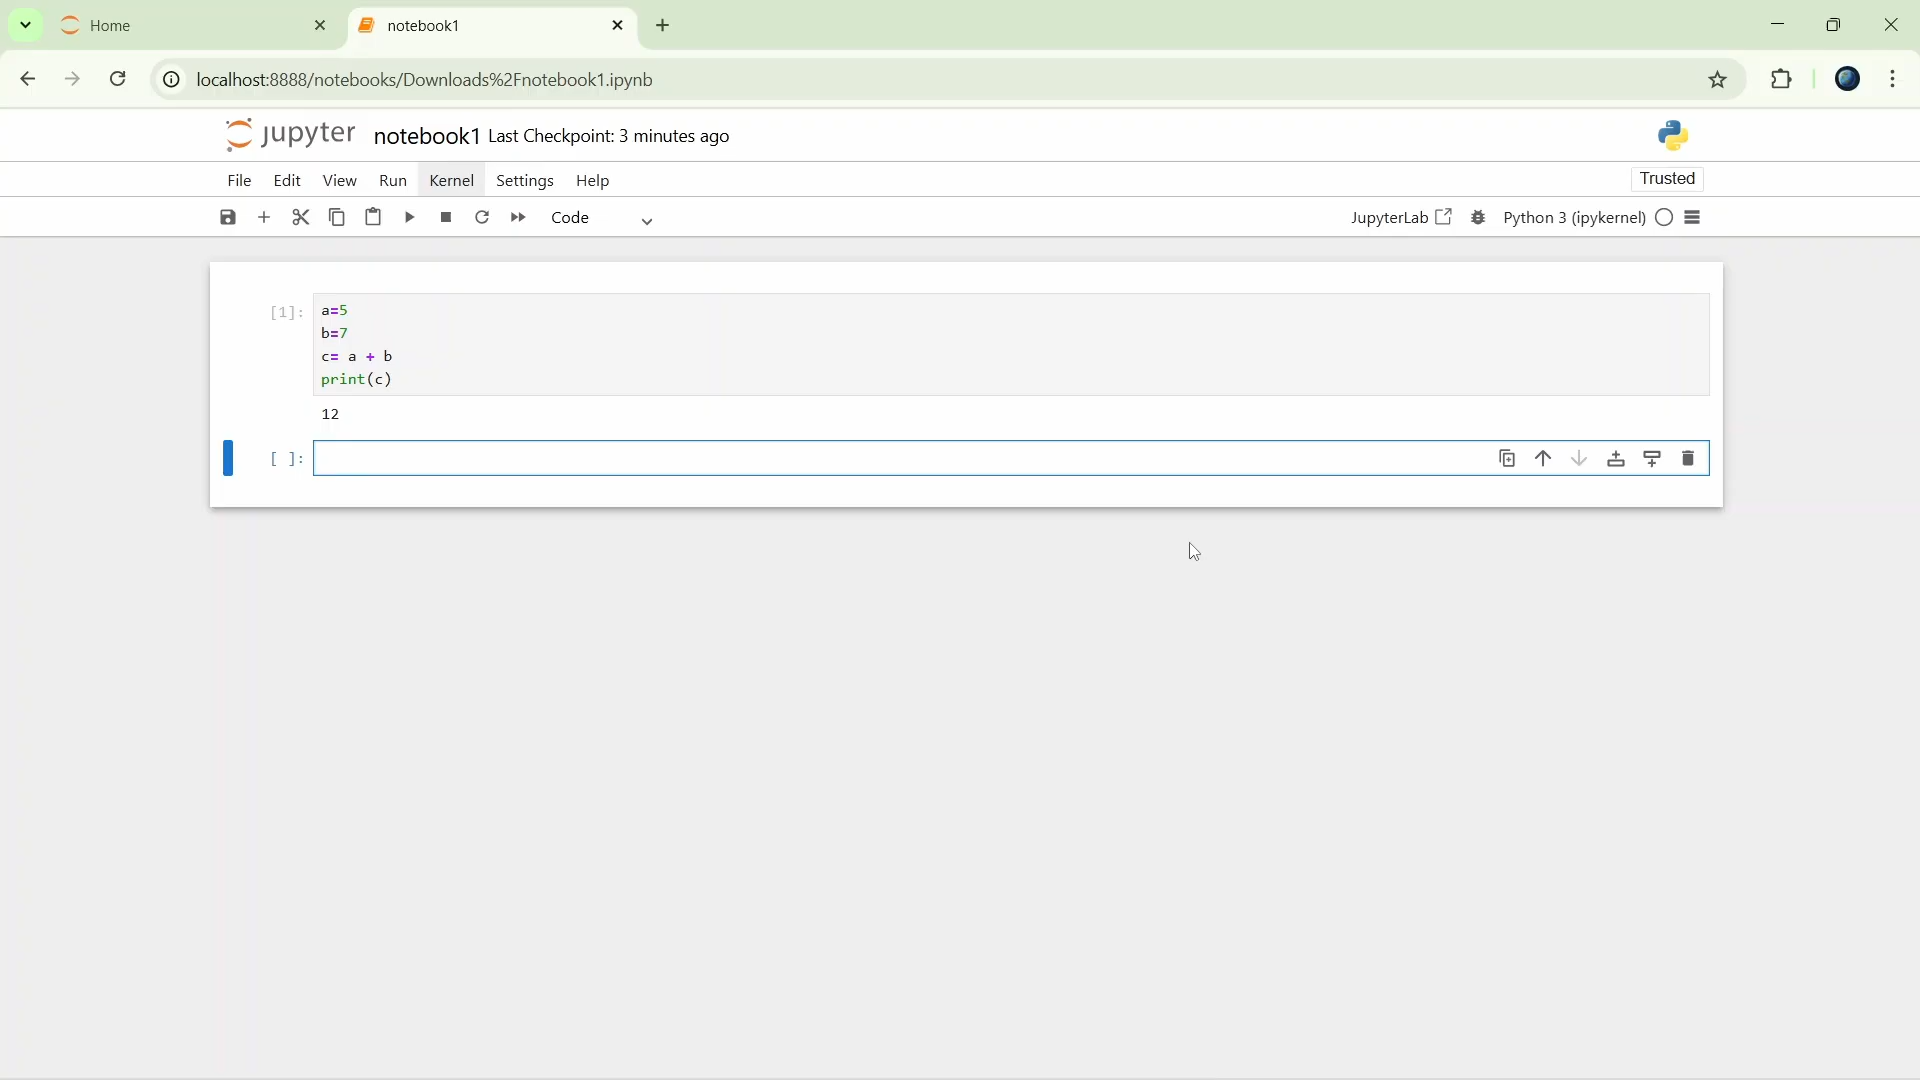 Home
notebook1
localhost:8888/notebooks/Downloads%2Fnotebook1.ipynb
jupyter notebook1 Last Checkpoint: 3 minutes ago
File Edit View Run Kernel Settings Help
Trusted
Code
JupyterLab
Python 3 (ipykernel)
[1]: a=5
b=7
c= a + b
print(c)
12
[ ]: